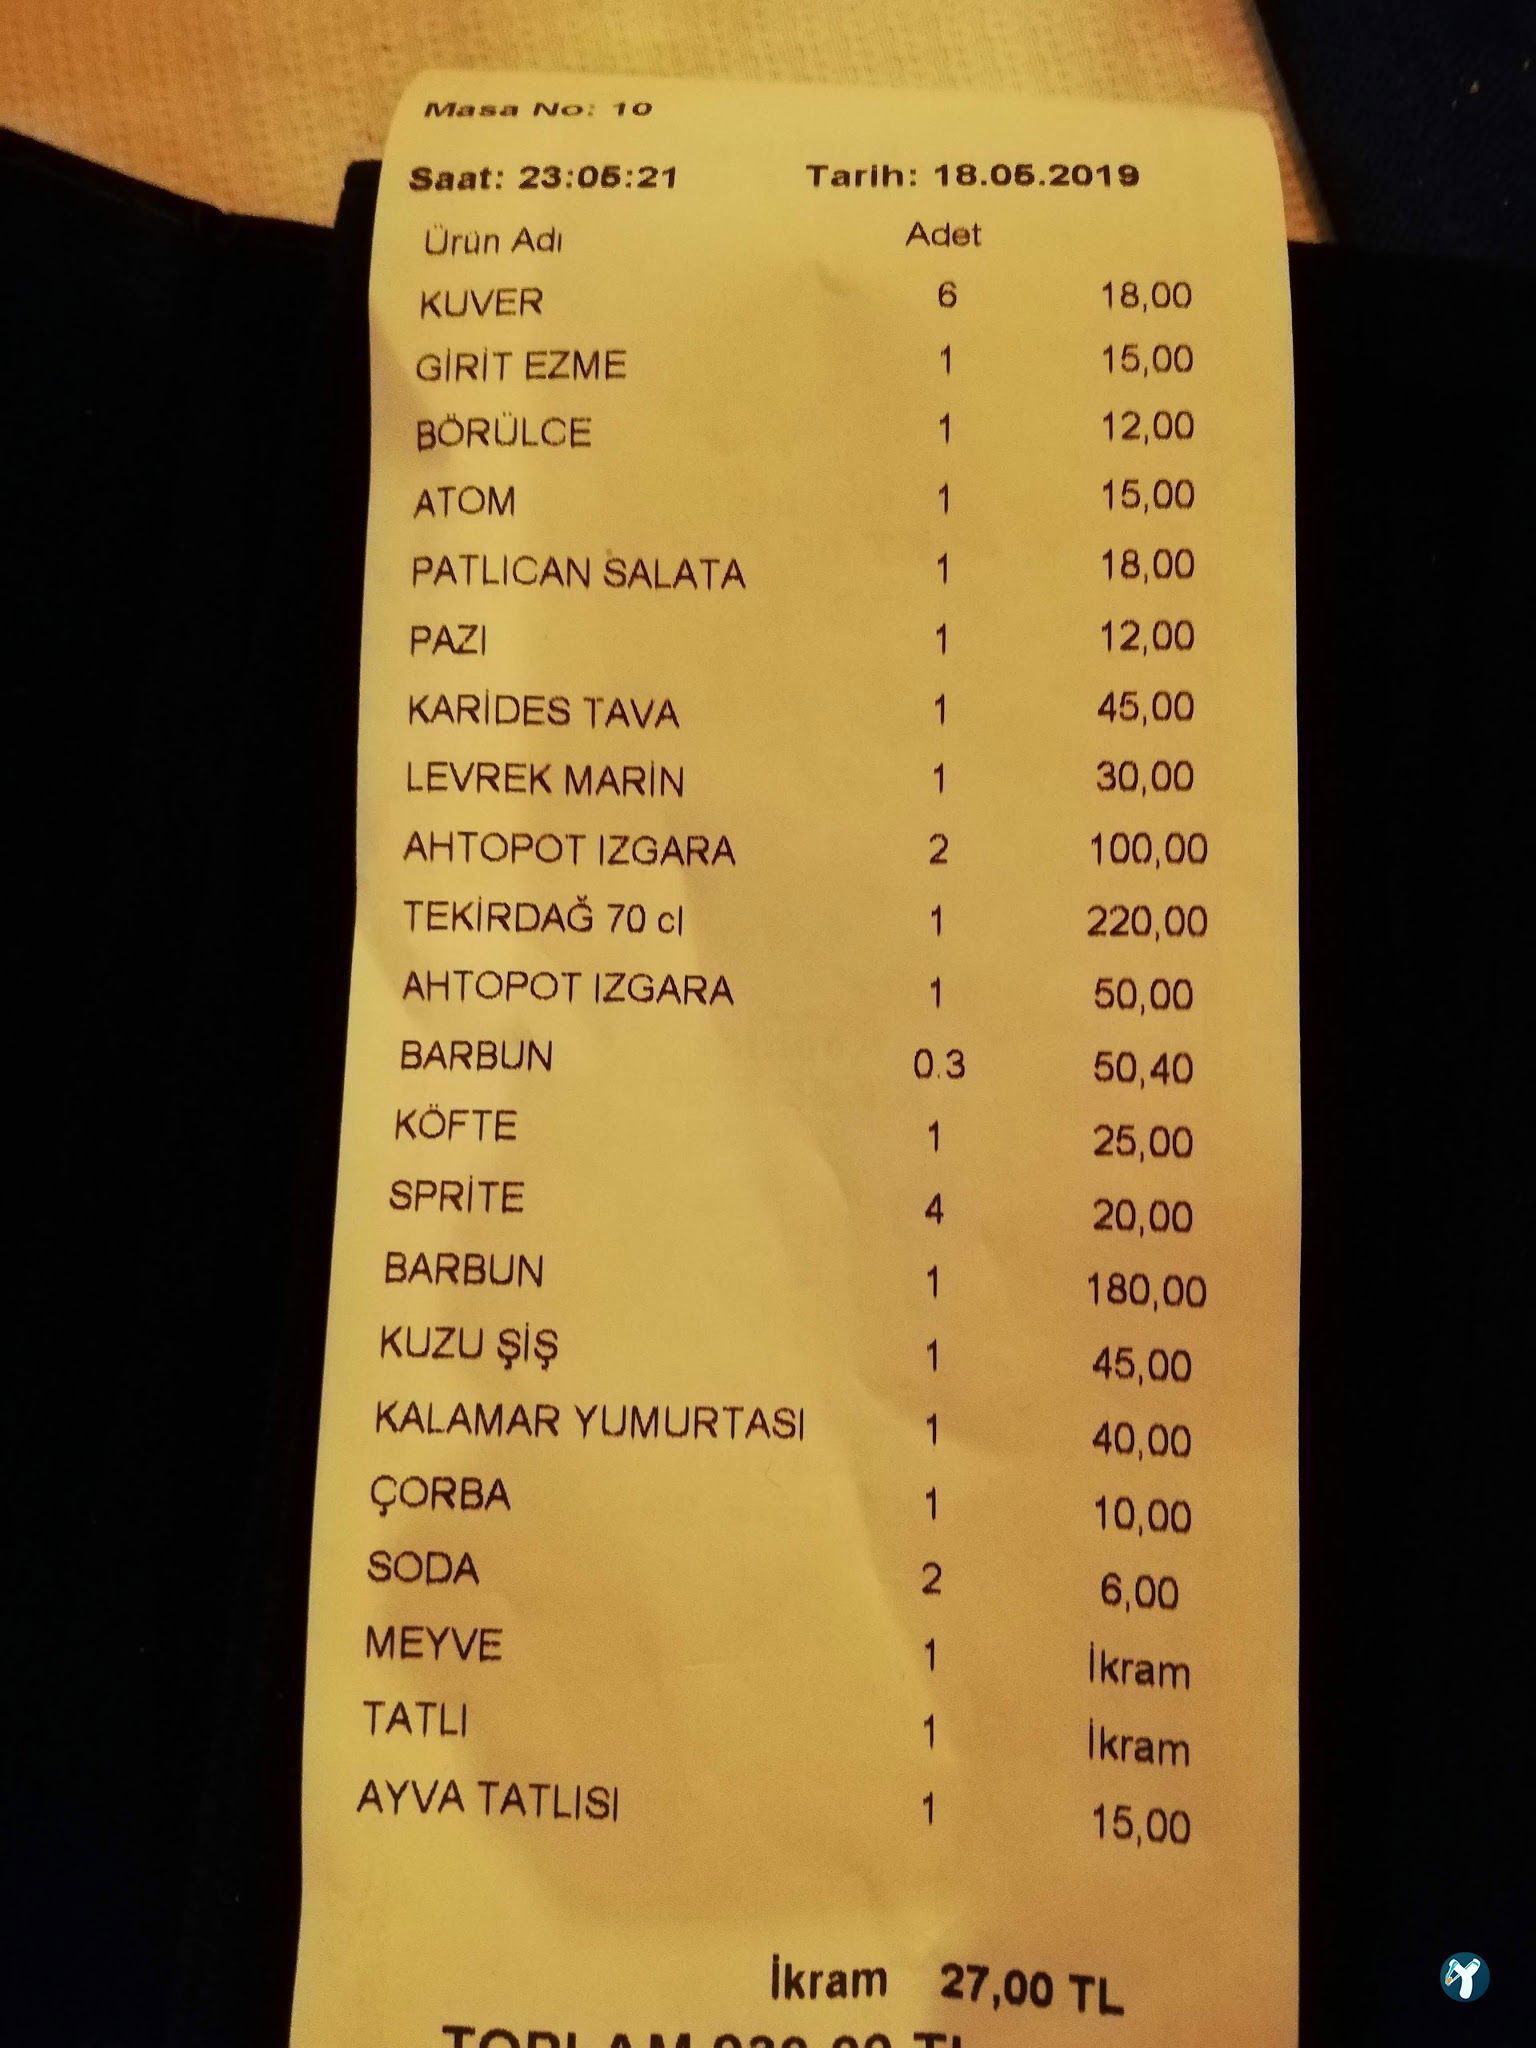 Masa No: 10
Saat: 23:05:21 Tarih: 18.05.2019
Ürün Adı Adet
KUVER 6 18,00
GİRİT EZME 1 15,00
BÖRÜLCE 1 12,00
ATOM 1 15,00
PATLICAN SALATA 1 18,00
PAZI 1 12,00
KARİDES TAVA 1 45,00
LEVREK MARİN 1 30,00
AHTOPOT IZGARA 2 100,00
TEKİRDAĞ 70 cl 1 220,00
AHTOPOT IZGARA 1 50,00
BARBUN 0.3 50,40
KÖFTE 1 25,00
SPRİTE 4 20,00
BARBUN 1 180,00
KUZU ŞİŞ 1 45,00
KALAMAR YUMURTASI 1 40,00
ÇORBA 1 10,00
SODA 2 6,00
MEYVE 1 İkram
TATLI 1 İkram
AYVA TATLISI 1 15,00
İkram 27,00 TL
TOPLAM TL